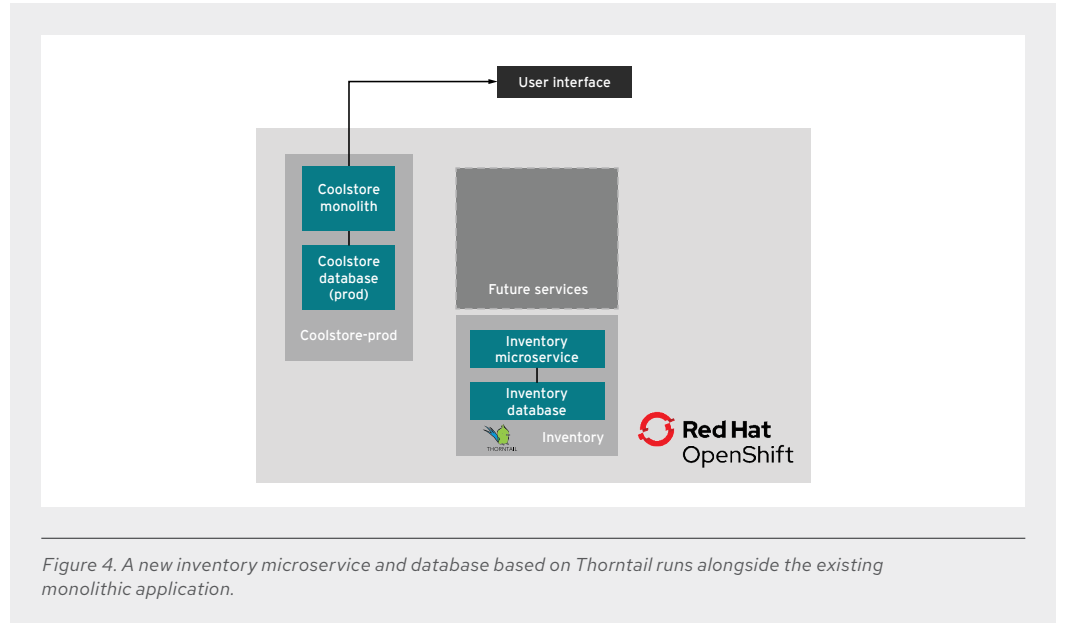 User interface
Coolstore
monolith
Coolstore
database
(prod)
Coolstore-prod
Future services
Inventory
microservice
Inventory
database
THORNTAIL
Inventory
Red Hat
OpenShift
Figure 4. A new inventory microservice and database based on Thorntail runs alongside the existing
monolithic application.